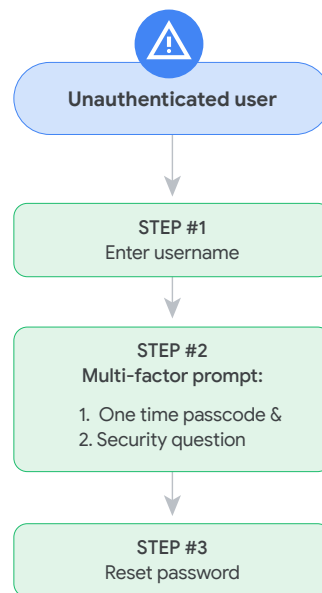 Unauthenticated user
STEP #1
Enter username
STEP #2
Multi-factor prompt:
1. One time passcode &
2. Security question
STEP #3
Reset password